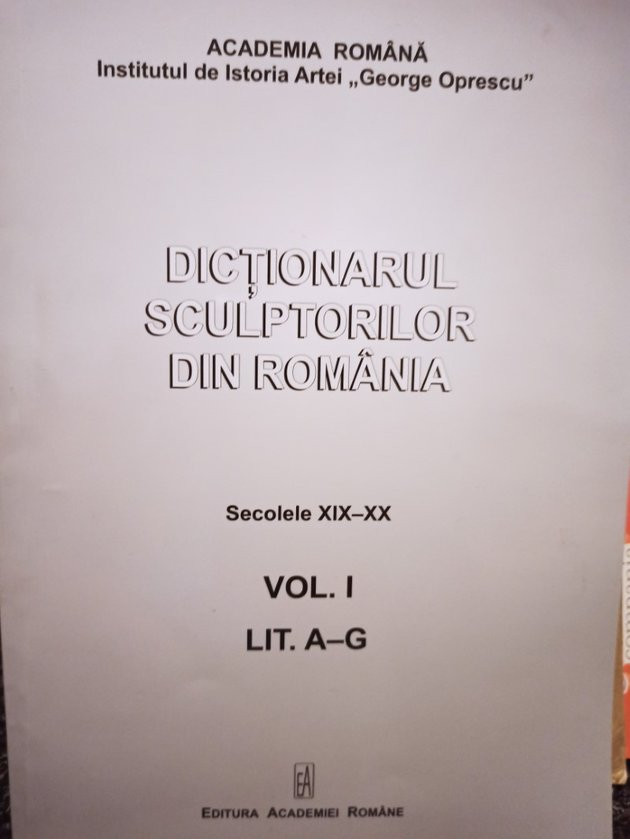 ACADEMIA ROMÂNĂ
Institutul de Istoria Artei „George Oprescu”
DICŢIONARUL
SCULPTORILOR
DIN ROMÂNIA
Secolele XIX–XX
VOL. I
LIT. A–G
EA
EDITURA ACADEMIEI ROMÂNE